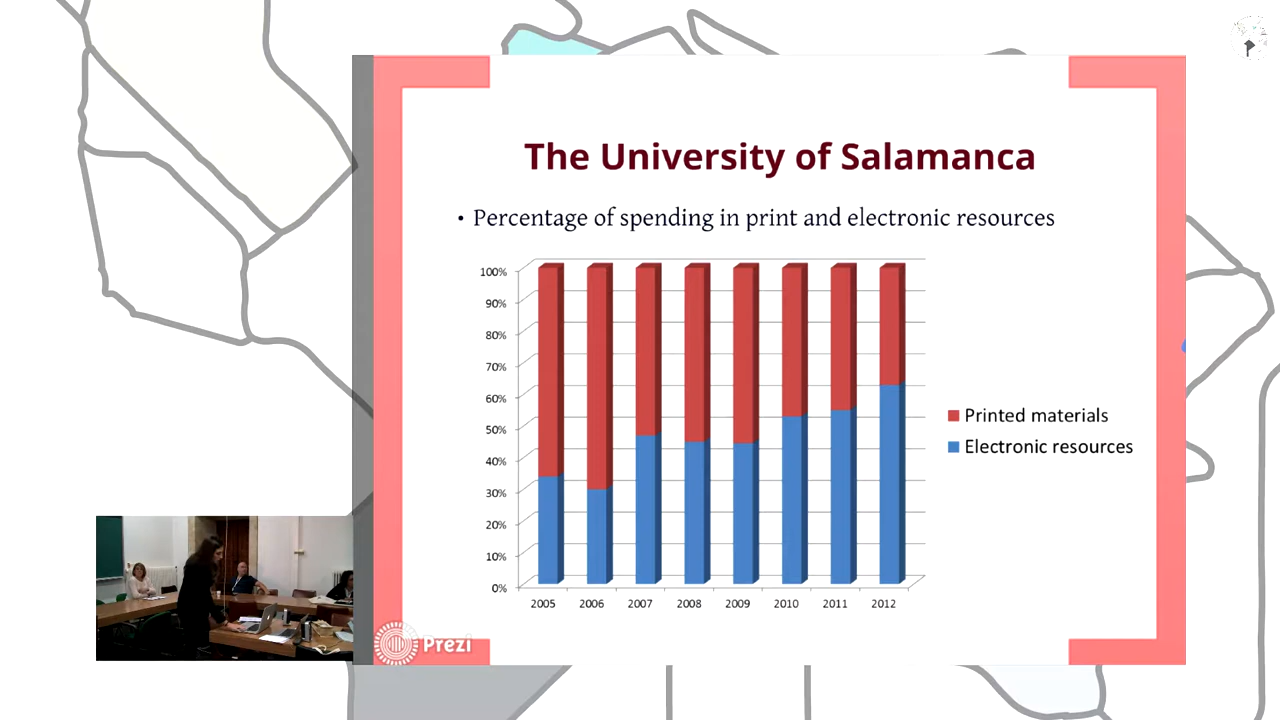 The University of Salamanca
• Percentage of spending in print and electronic resources
100%
90%
80%
70%
60%
50%
40%
30%
20%
10%
0%
2005 2006 2007 2008 2009 2010 2011 2012
Printed materials
Electronic resources
Prezi